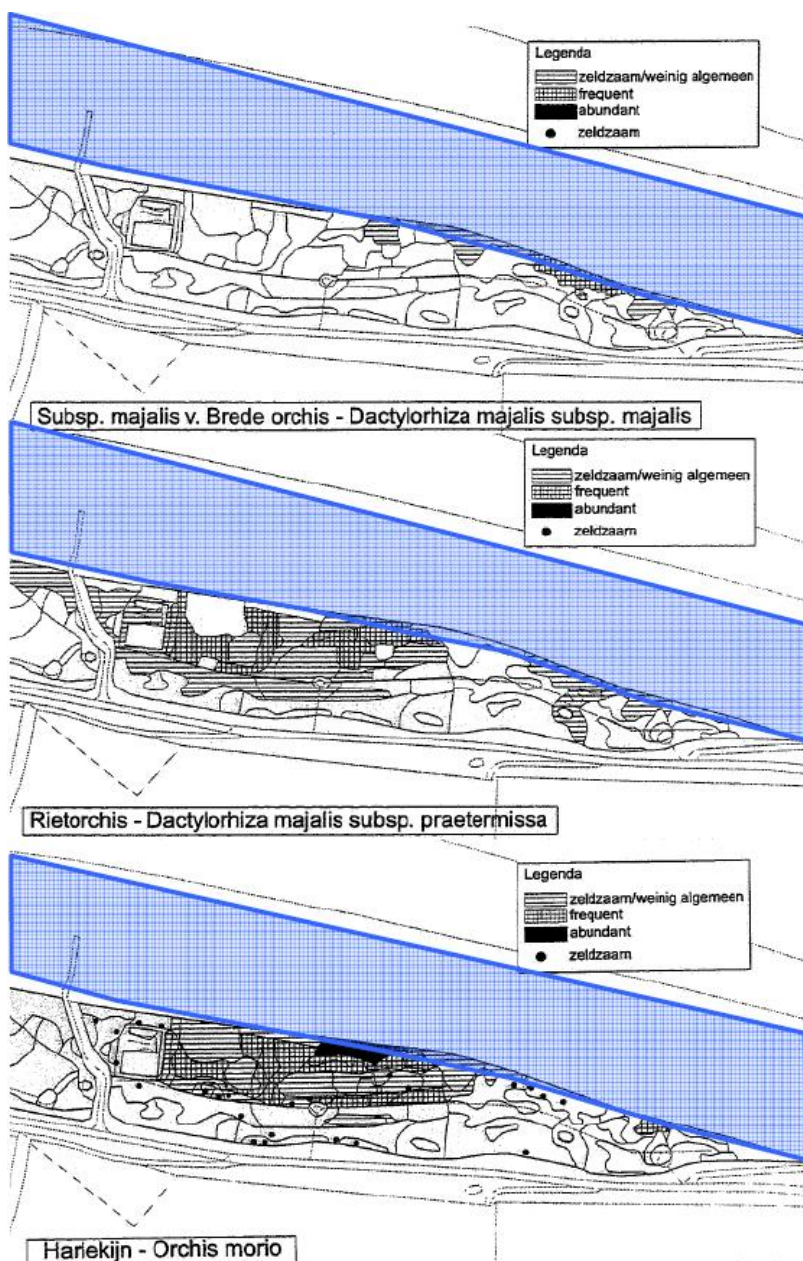 Legenda
zeldzaam/weinig algemeen
frequent
abundant
zeldzaam
Subsp. majalis v. Brede orchis - Dactylorhiza majalis subsp. majalis
Legenda
zeldzaam/weinig algemeen
frequent
abundant
zeldzaam
Rietorchis - Dactylorhiza majalis subsp. praetermissa
Legenda
zeldzaam/weinig algemeen
frequent
abundant
zeldzaam
Harlekijn - Orchis morio